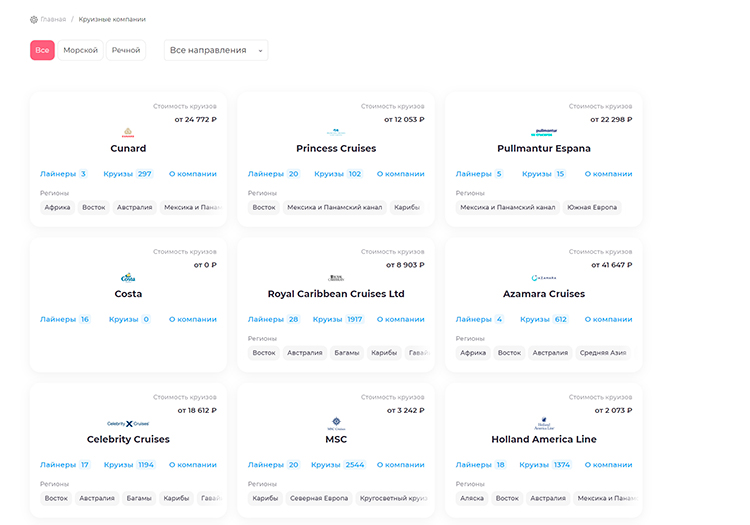 Главная / Круизные компании
Все Морской Речной Все направления
Стоимость круизов
от 24 772 ₽
Cunard
Лайнеры 3 Круизы 297 О компании
Регионы
Африка Восток Австралия Мексика и Панам
Стоимость круизов
от 12 053 ₽
Princess Cruises
Лайнеры 20 Круизы 102 О компании
Регионы
Восток Мексика и Панамский канал Карибы
Стоимость круизов
от 22 298 ₽
pullmantur
Pullmantur Espana
Лайнеры 5 Круизы 15 О компании
Регионы
Мексика и Панамский канал Южная Европа
Стоимость круизов
от 0 ₽
Costa
Costa
Лайнеры 16 Круизы 0 О компании
Стоимость круизов
от 8 903 ₽
Royal Caribbean Cruises Ltd
Лайнеры 28 Круизы 1917 О компании
Регионы
Восток Австралия Багамы Карибы Гавай
Стоимость круизов
от 41 647 ₽
AZAMARA
Azamara Cruises
Лайнеры 4 Круизы 612 О компании
Регионы
Африка Восток Австралия Средняя Азия
Стоимость круизов
от 18 612 ₽
Celebrity X Cruises
Celebrity Cruises
Лайнеры 17 Круизы 1194 О компании
Регионы
Восток Австралия Багамы Карибы Гавай
Стоимость круизов
от 3 242 ₽
MSC Cruises
MSC
Лайнеры 20 Круизы 2544 О компании
Регионы
Карибы Северная Европа Кругосветный круиз
Стоимость круизов
от 2 073 ₽
Holland
America Line
Holland America Line
Лайнеры 18 Круизы 1374 О компании
Регионы
Аляска Восток Австралия Мексика и Панам